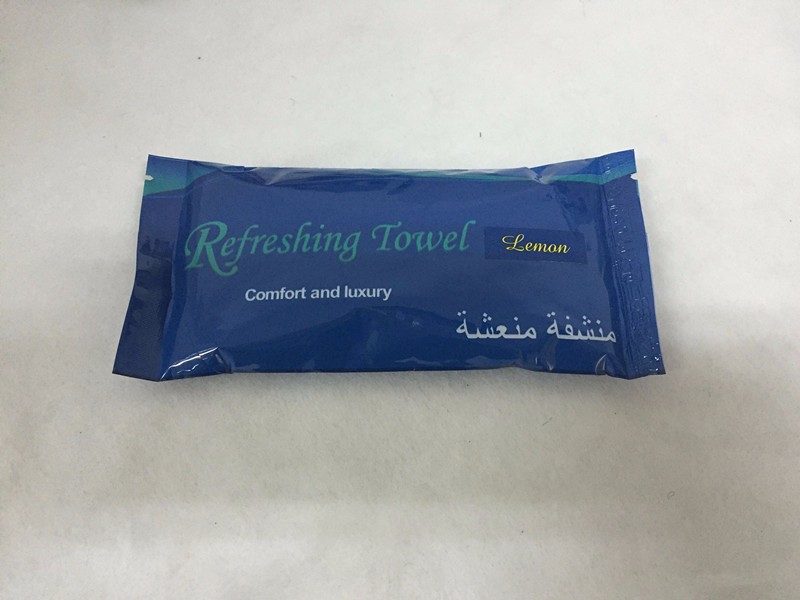 Refreshing Towel Lemon
Comfort and luxury
منشفة منعشة